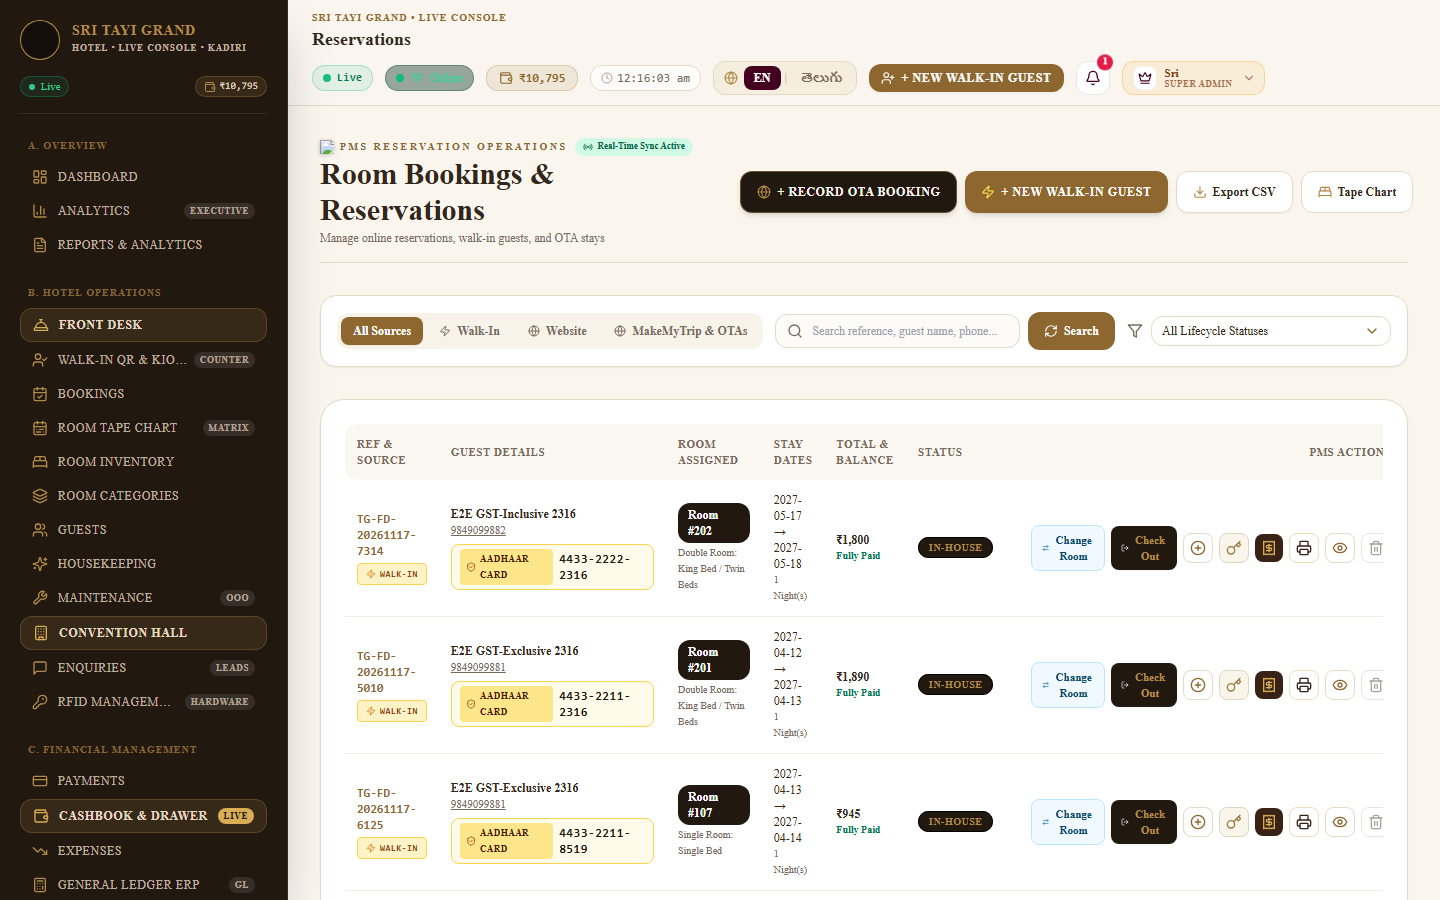 SRI TAYI GRAND
HOTEL • LIVE CONSOLE • KADIRI
Live
₹10,795
A. OVERVIEW
DASHBOARD
ANALYTICS EXECUTIVE
REPORTS & ANALYTICS
B. HOTEL OPERATIONS
FRONT DESK
WALK-IN QR & KIO... COUNTER
BOOKINGS
ROOM TAPE CHART MATRIX
ROOM INVENTORY
ROOM CATEGORIES
GUESTS
HOUSEKEEPING
MAINTENANCE OOO
CONVENTION HALL
ENQUIRIES LEADS
RFID MANAGEM... HARDWARE
C. FINANCIAL MANAGEMENT
PAYMENTS
CASHBOOK & DRAWER LIVE
EXPENSES
GENERAL LEDGER ERP GL
SRI TAYI GRAND • LIVE CONSOLE
Reservations
Live
₹10,795
12:16:03 am
EN | తెలుగు
+ NEW WALK-IN GUEST
1
Sri
SUPER ADMIN
PMS RESERVATION OPERATIONS
Real-Time Sync Active
Room Bookings &
Reservations
Manage online reservations, walk-in guests, and OTA stays
+ RECORD OTA BOOKING
+ NEW WALK-IN GUEST
Export CSV
Tape Chart
All Sources
Walk-In
Website
MakeMyTrip & OTAs
Search reference, guest name, phone...
Search
All Lifecycle Statuses
REF &
SOURCE
GUEST DETAILS
ROOM
ASSIGNED
STAY
DATES
TOTAL &
BALANCE
STATUS
PMS ACTION
TG-FD-
20261117-
7314
WALK-IN
E2E GST-Inclusive 2316
9849099882
AADHAAR
CARD
4433-2222-
2316
Room
#202
Double Room:
King Bed / Twin
Beds
2027-
05-17
→
2027-
05-18
1
Night(s)
₹1,800
Fully Paid
IN-HOUSE
Change
Room
Check
Out
TG-FD-
20261117-
5010
WALK-IN
E2E GST-Exclusive 2316
9849099881
AADHAAR
CARD
4433-2211-
2316
Room
#201
Double Room:
King Bed / Twin
Beds
2027-
04-12
→
2027-
04-13
1
Night(s)
₹1,890
Fully Paid
IN-HOUSE
Change
Room
Check
Out
TG-FD-
20261117-
6125
WALK-IN
E2E GST-Exclusive 2316
9849099881
AADHAAR
CARD
4433-2211-
8519
Room
#107
Single Room:
Single Bed
2027-
04-13
→
2027-
04-14
1
Night(s)
₹945
Fully Paid
IN-HOUSE
Change
Room
Check
Out